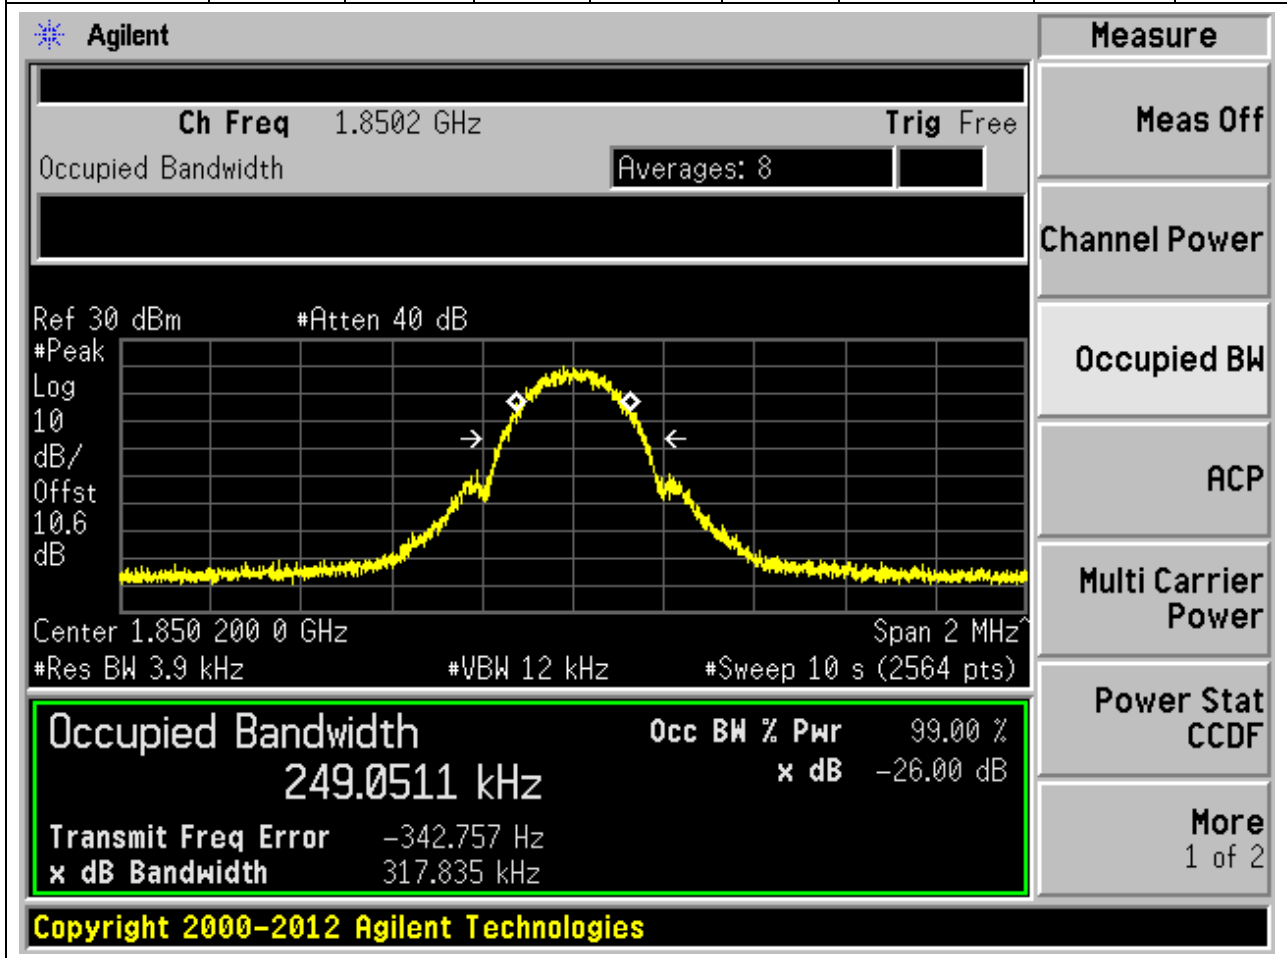 Agilent
Measure
Ch Freq 1.8502 GHz Trig Free
Occupied Bandwidth Averages: 8
Meas Off
Channel Power
Occupied BW
ACP
Multi Carrier
Power
Power Stat
CCDF
More
1 of 2
Ref 30 dBm #Atten 40 dB
#Peak
Log
10
dB/
Offst
10.6
dB
Center 1.850 200 0 GHz Span 2 MHz^
#Res BW 3.9 kHz #VBW 12 kHz #Sweep 10 s (2564 pts)
Occupied Bandwidth Occ BW % Pwr 99.00 %
249.0511 kHz x dB -26.00 dB
Transmit Freq Error -342.757 Hz
x dB Bandwidth 317.835 kHz
Copyright 2000-2012 Agilent Technologies